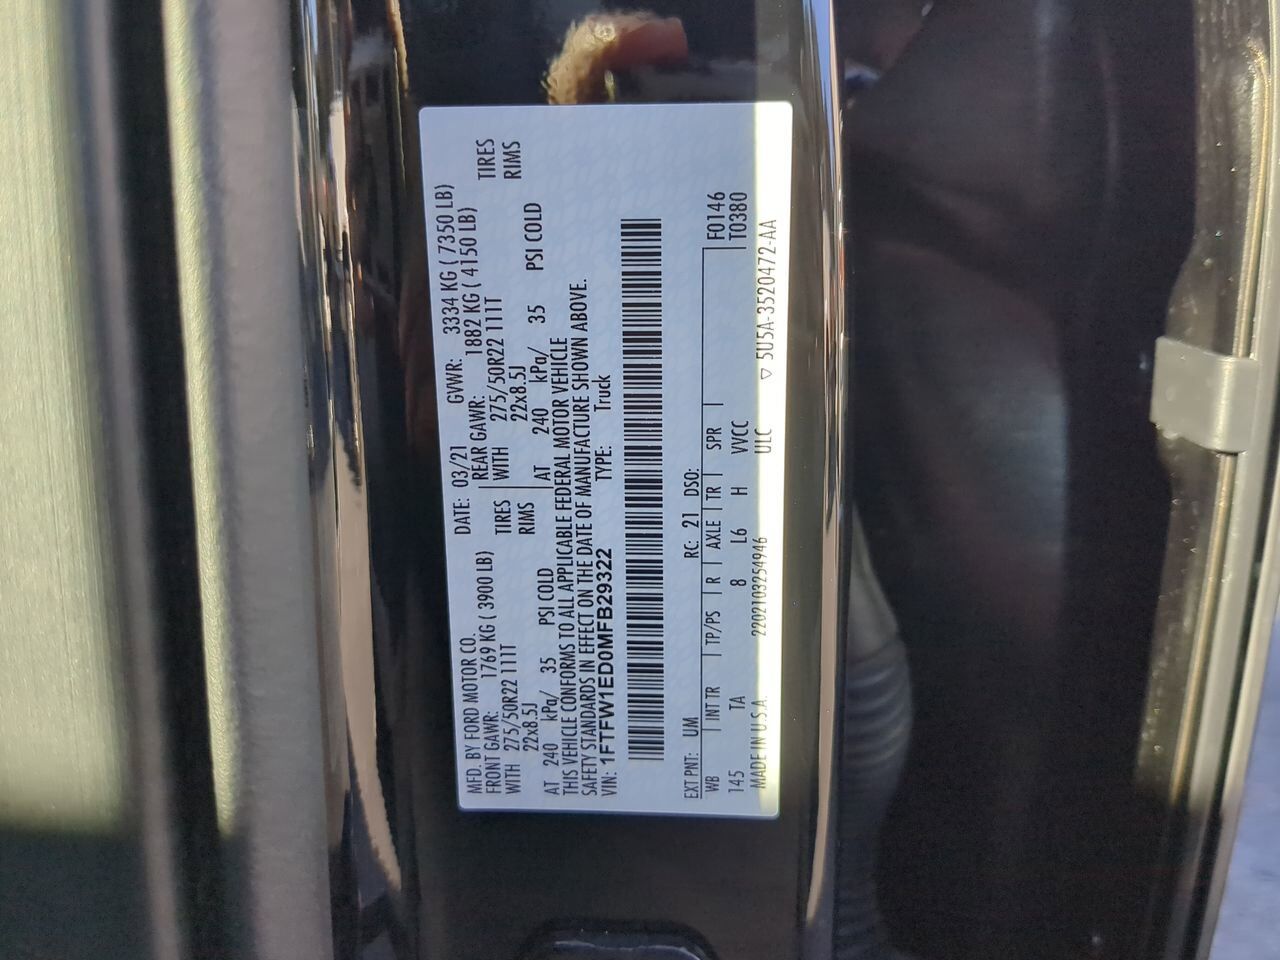 MFD. BY FORD MOTOR CO.
DATE: 03/21 GVWR: 3334 KG ( 7350 LB)
FRONT GAWR: 1769 KG ( 3900 LB) REAR GAWR: 1882 KG ( 4150 LB)
WITH 275/50R22 111T TIRES WITH 275/50R22 111T TIRES
22x8.5J RIMS 22x8.5J RIMS
AT 240 kPa/ 35 PSI COLD AT 240 kPa/ 35 PSI COLD
THIS VEHICLE CONFORMS TO ALL APPLICABLE FEDERAL MOTOR VEHICLE
SAFETY STANDARDS IN EFFECT ON THE DATE OF MANUFACTURE SHOWN ABOVE.
VIN: 1FTFW1ED0MFB29322 TYPE: Truck
EXT PNT: UM RC: 21 DSO: F0146
WB INT TR TP/PS R AXLE TR SPR T0380
145 TA 8 L6 H VVCC
MADE IN U.S.A. 2202103254946 ULC ▽ 5U5A-3520472-AA